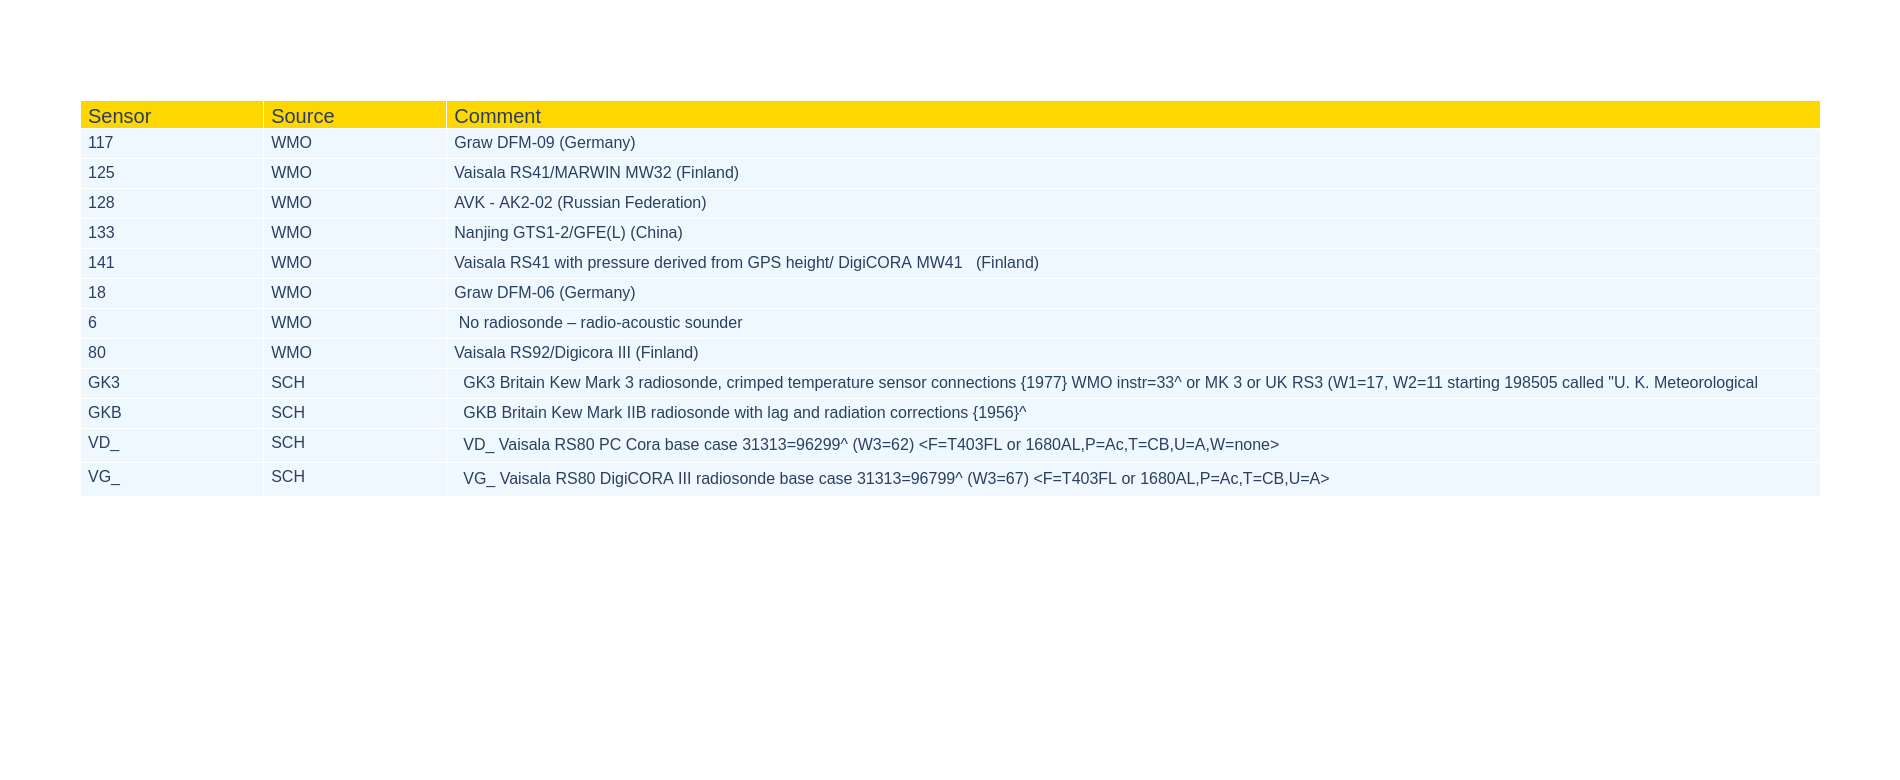 Sensor Source Comment
117 WMO Graw DFM-09 (Germany)
125 WMO Vaisala RS41/MARWIN MW32 (Finland)
128 WMO AVK - AK2-02 (Russian Federation)
133 WMO Nanjing GTS1-2/GFE(L) (China)
141 WMO Vaisala RS41 with pressure derived from GPS height/ DigiCORA MW41 (Finland)
18 WMO Graw DFM-06 (Germany)
6 WMO No radiosonde – radio-acoustic sounder
80 WMO Vaisala RS92/Digicora III (Finland)
GK3 SCH GK3 Britain Kew Mark 3 radiosonde, crimped temperature sensor connections {1977} WMO instr=33^ or MK 3 or UK RS3 (W1=17, W2=11 starting 198505 called "U. K. Meteorological
GKB SCH GKB Britain Kew Mark IIB radiosonde with lag and radiation corrections {1956}^
VD_ SCH VD_ Vaisala RS80 PC Cora base case 31313=96299^ (W3=62) <F=T403FL or 1680AL,P=Ac,T=CB,U=A,W=none>
VG_ SCH VG_ Vaisala RS80 DigiCORA III radiosonde base case 31313=96799^ (W3=67) <F=T403FL or 1680AL,P=Ac,T=CB,U=A>